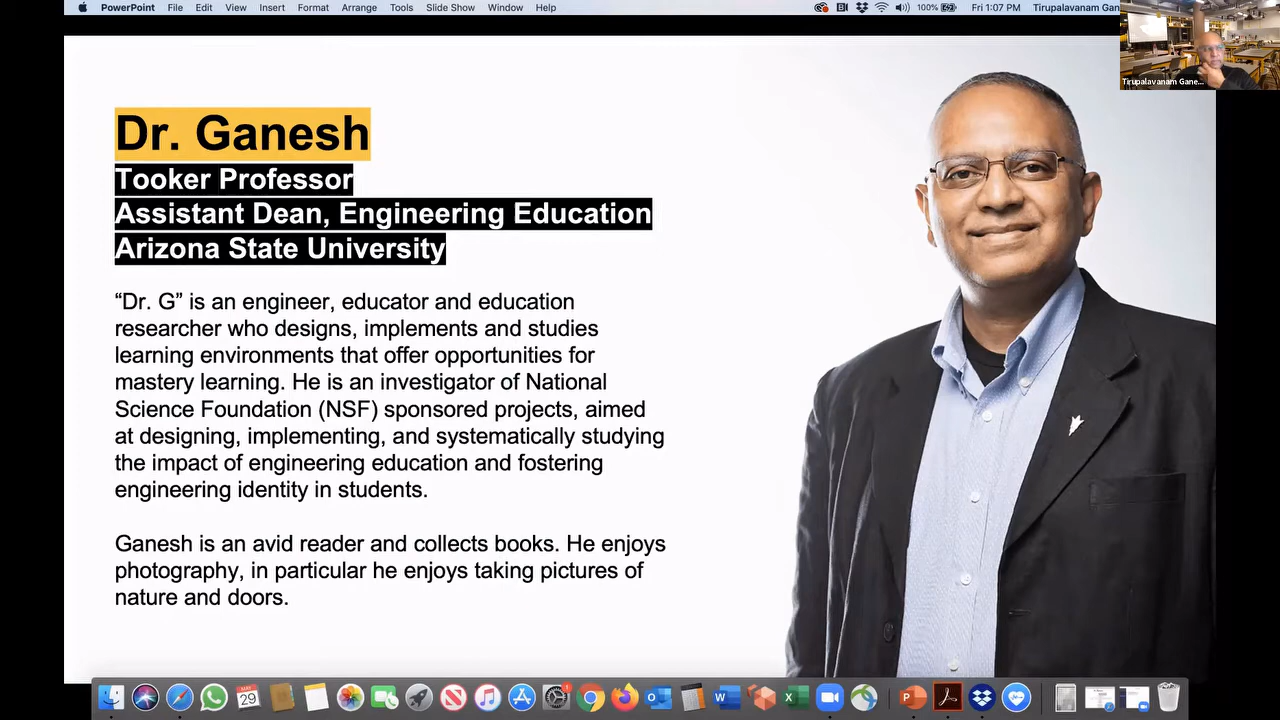 PowerPoint File Edit View Insert Format Arrange Tools Slide Show Window Help 100% Fri 1:07 PM Tirupalavanam Gan
Tirupalavanam Gane...
Dr. Ganesh
Tooker Professor
Assistant Dean, Engineering Education
Arizona State University
“Dr. G” is an engineer, educator and education
researcher who designs, implements and studies
learning environments that offer opportunities for
mastery learning. He is an investigator of National
Science Foundation (NSF) sponsored projects, aimed
at designing, implementing, and systematically studying
the impact of engineering education and fostering
engineering identity in students.
Ganesh is an avid reader and collects books. He enjoys
photography, in particular he enjoys taking pictures of
nature and doors.
29